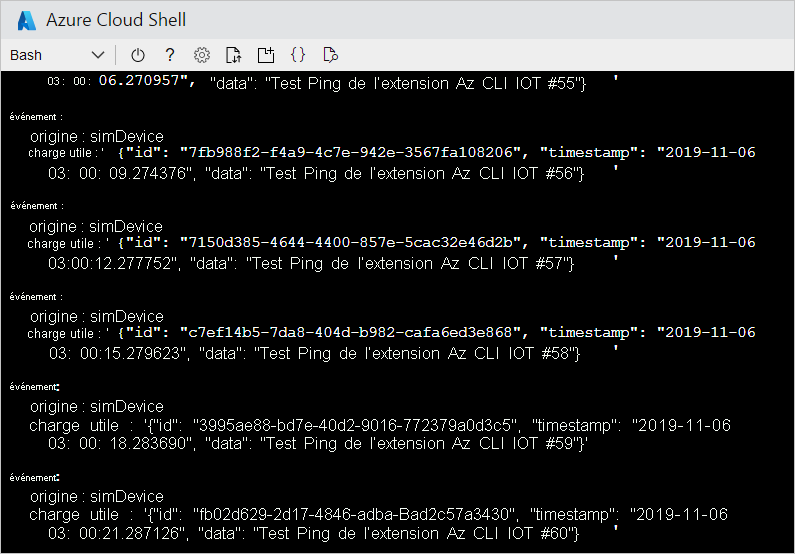 Azure Cloud Shell
Bash
?
{}
03: 00: 06.270957", "data": "Test Ping de l'extension Az CLI IOT #55"} '
événement :
origine : simDevice
charge utile : ' {"id": "7fb988f2-f4a9-4c7e-942e-3567fa108206", "timestamp": "2019-11-06
03: 00: 09.274376", "data": "Test Ping de l'extension Az CLI IOT #56"} '
événement :
origine : simDevice
charge utile : ' {"id": "7150d385-4644-4400-857e-5cac32e46d2b", "timestamp": "2019-11-06
03:00:12.277752", "data": "Test Ping de l'extension Az CLI IOT #57"} '
événement :
origine : simDevice
charge utile : ' {"id": "c7ef14b5-7da8-404d-b982-cafa6ed3e868", "timestamp": "2019-11-06
03: 00:15.279623", "data": "Test Ping de l'extension Az CLI IOT #58"} '
événement:
origine : simDevice
charge utile : '{"id": "3995ae88-bd7e-40d2-9016-772379a0d3c5", "timestamp": "2019-11-06
03: 00: 18.283690", "data": "Test Ping de l'extension Az CLI IOT #59"}'
événement:
origine : simDevice
charge utile : '{"id": "fb02d629-2d17-4846-adba-Bad2c57a3430", "timestamp": "2019-11-06
03: 00:21.287126", "data": "Test Ping de l'extension Az CLI IOT #60"} '